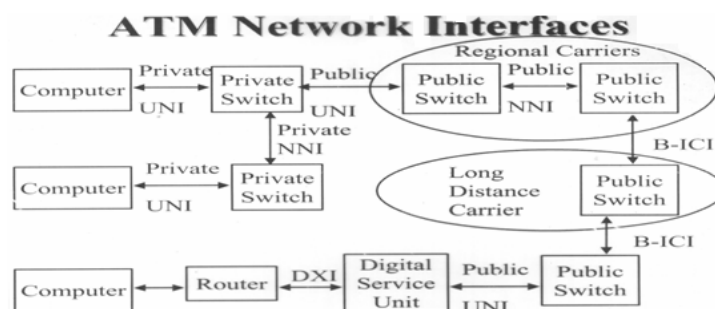 ATM Network Interfaces
Regional Carriers
Computer
Private
UNI
Private
Switch
Public
UNI
Public
Switch
Public
NNI
Public
Switch
Private
NNI
B-ICI
Computer
Private
UNI
Private
Switch
Long
Distance
Carrier
Public
Switch
B-ICI
Computer
Router
DXI
Digital
Service
Unit
Public
UNI
Public
Switch